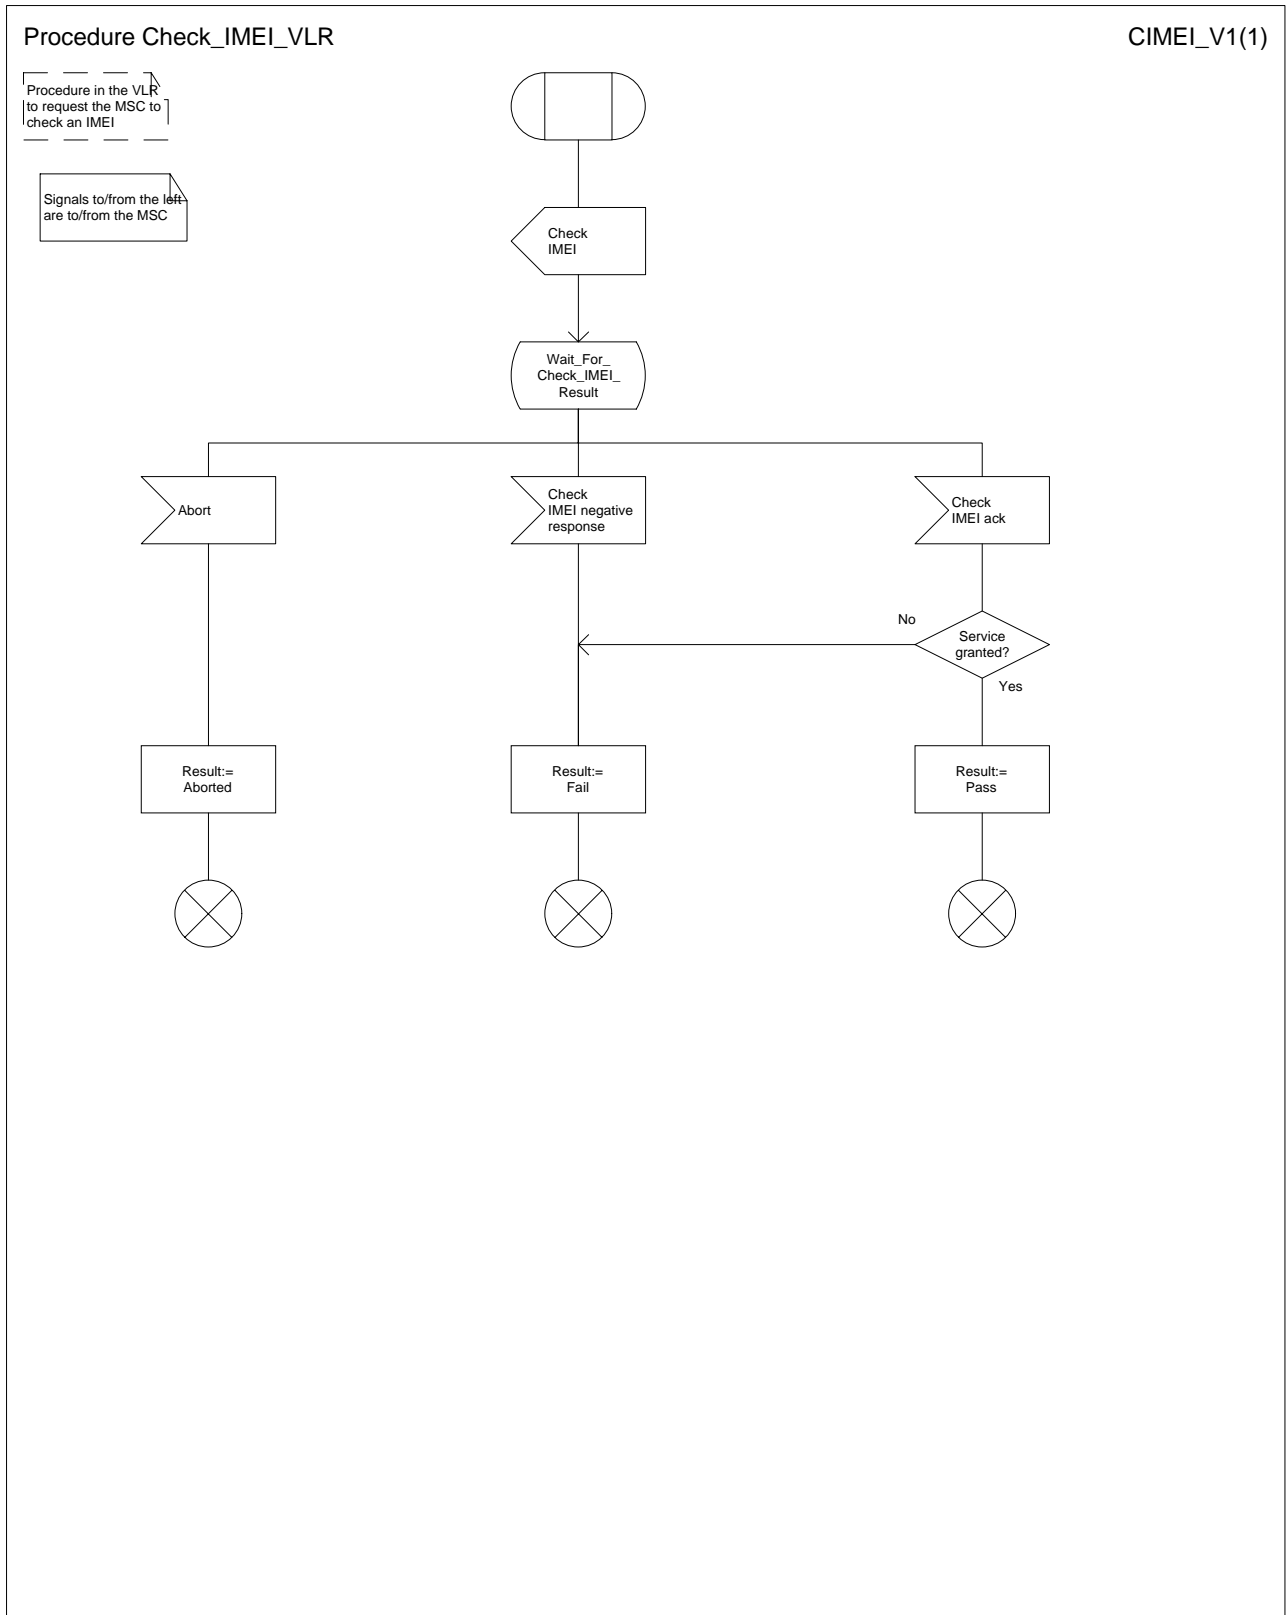 Procedure Check_IMEI_VLR
CIMEI_V1(1)
Procedure in the VLR
to request the MSC to
check an IMEI
Signals to/from the left
are to/from the MSC
Check
IMEI
Wait_For_
Check_IMEI_
Result
Abort
Check
IMEI negative
response
Check
IMEI ack
No
Service
granted?
Yes
Result:=
Aborted
Result:=
Fail
Result:=
Pass